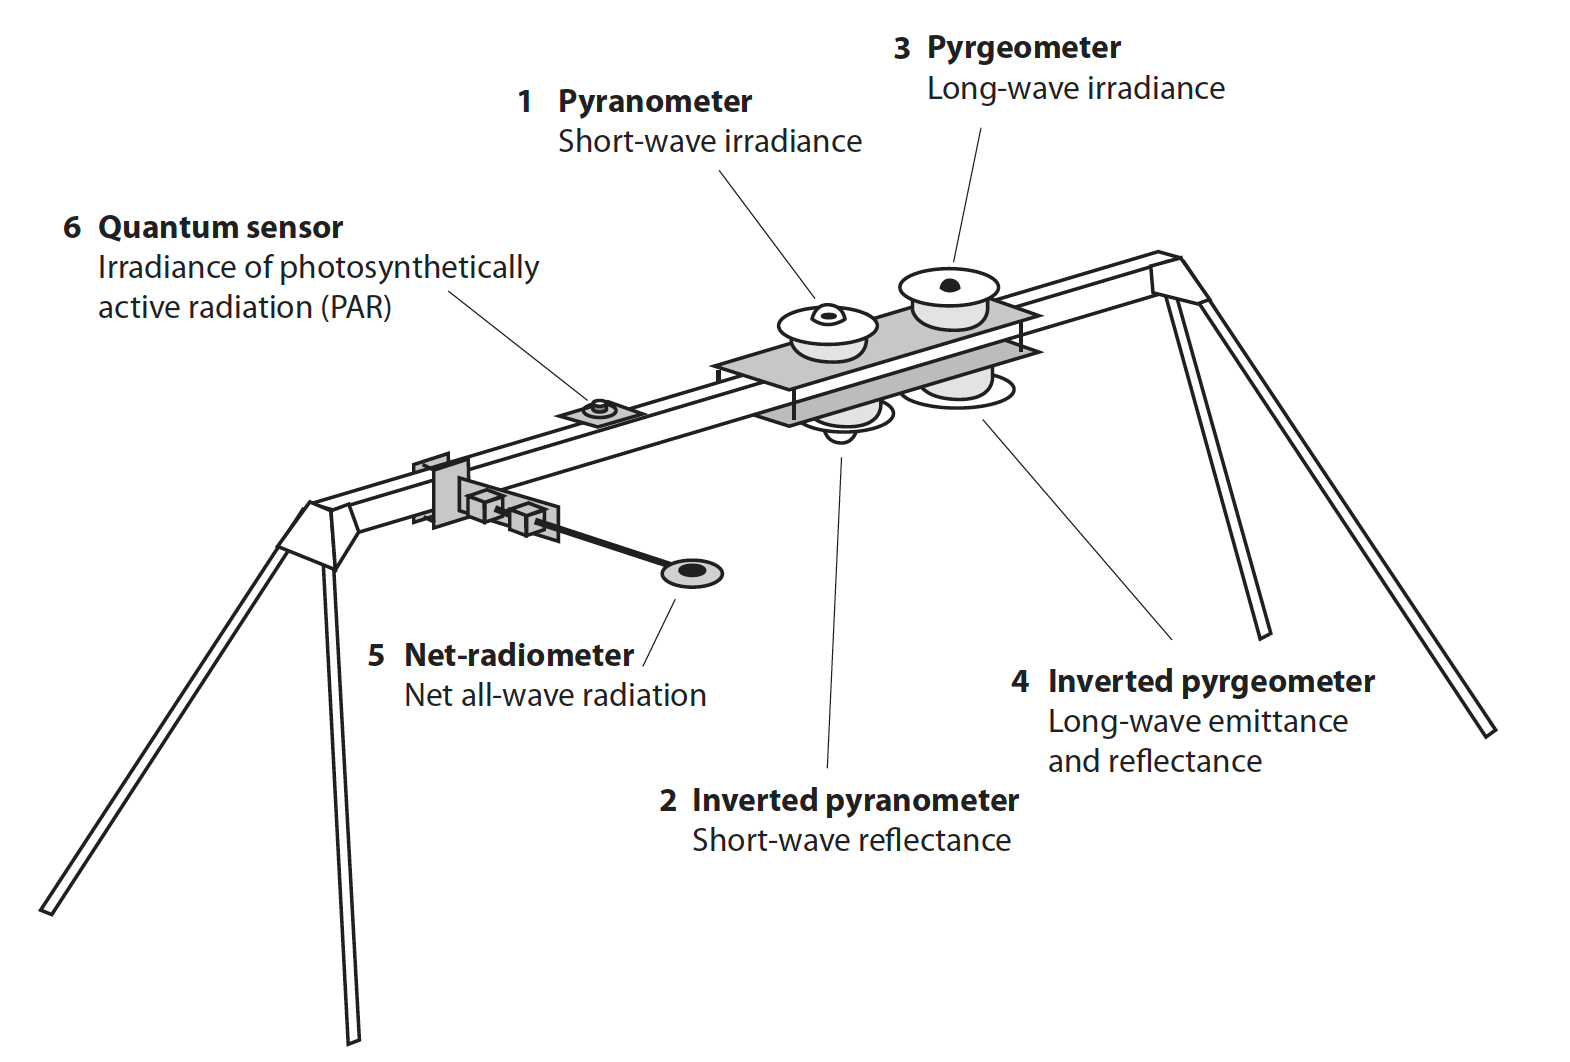 3 Pyrgeometer
Long-wave irradiance
1 Pyranometer
Short-wave irradiance
6 Quantum sensor
Irradiance of photosynthetically
active radiation (PAR)
5 Net-radiometer
Net all-wave radiation
4 Inverted pyrgeometer
Long-wave emittance
and reflectance
2 Inverted pyranometer
Short-wave reflectance